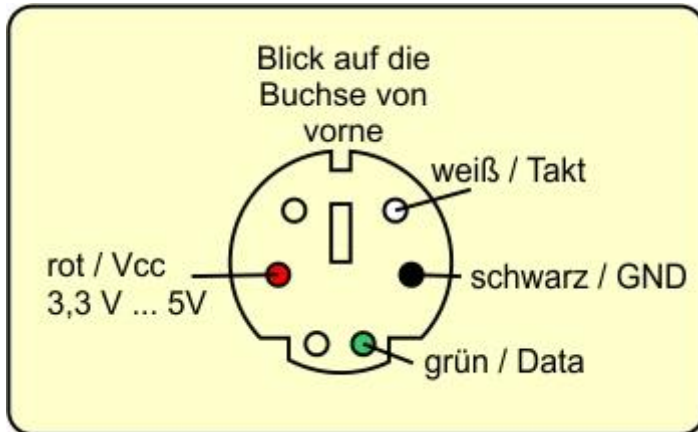 Blick auf die
Buchse von
vorne
weiß / Takt
rot / Vcc
3,3 V ... 5V
schwarz / GND
grün / Data